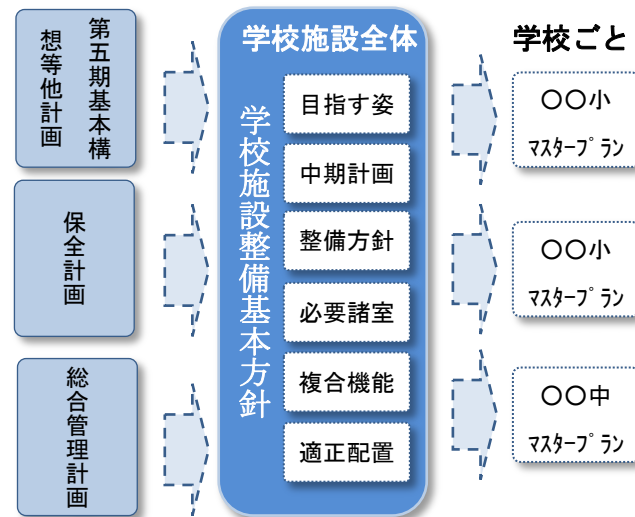 第五期基本構
想等他計画
保全計画
総合管理計画
学校施設全体
学校施設整備基本方針
目指す姿
中期計画
整備方針
必要諸室
複合機能
適正配置
学校ごと
〇〇小
ﾏｽﾀｰﾌﾟﾗﾝ
〇〇小
ﾏｽﾀｰﾌﾟﾗﾝ
〇〇中
ﾏｽﾀｰﾌﾟﾗﾝ